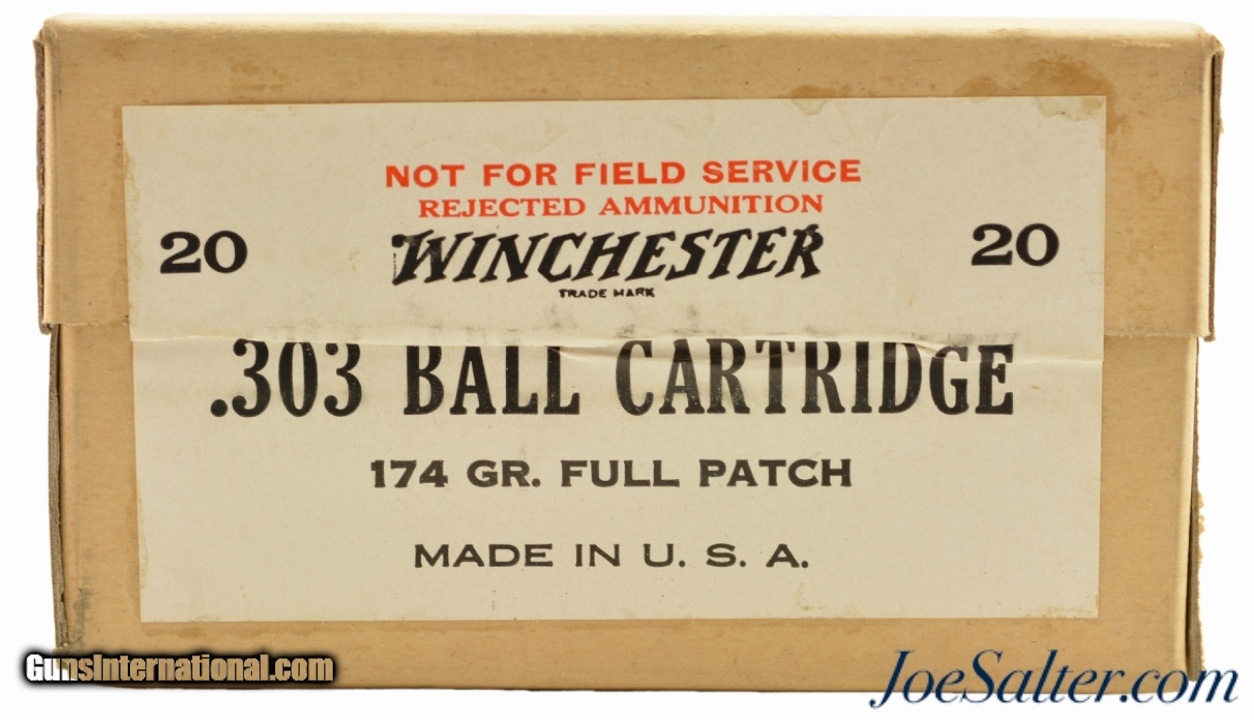 NOT FOR FIELD SERVICE
REJECTED AMMUNITION
20 WINCHESTER 20
TRADE MARK
.303 BALL CARTRIDGE
174 GR. FULL PATCH
MADE IN U. S. A.
GunsInternational.com
JoeSalter.com